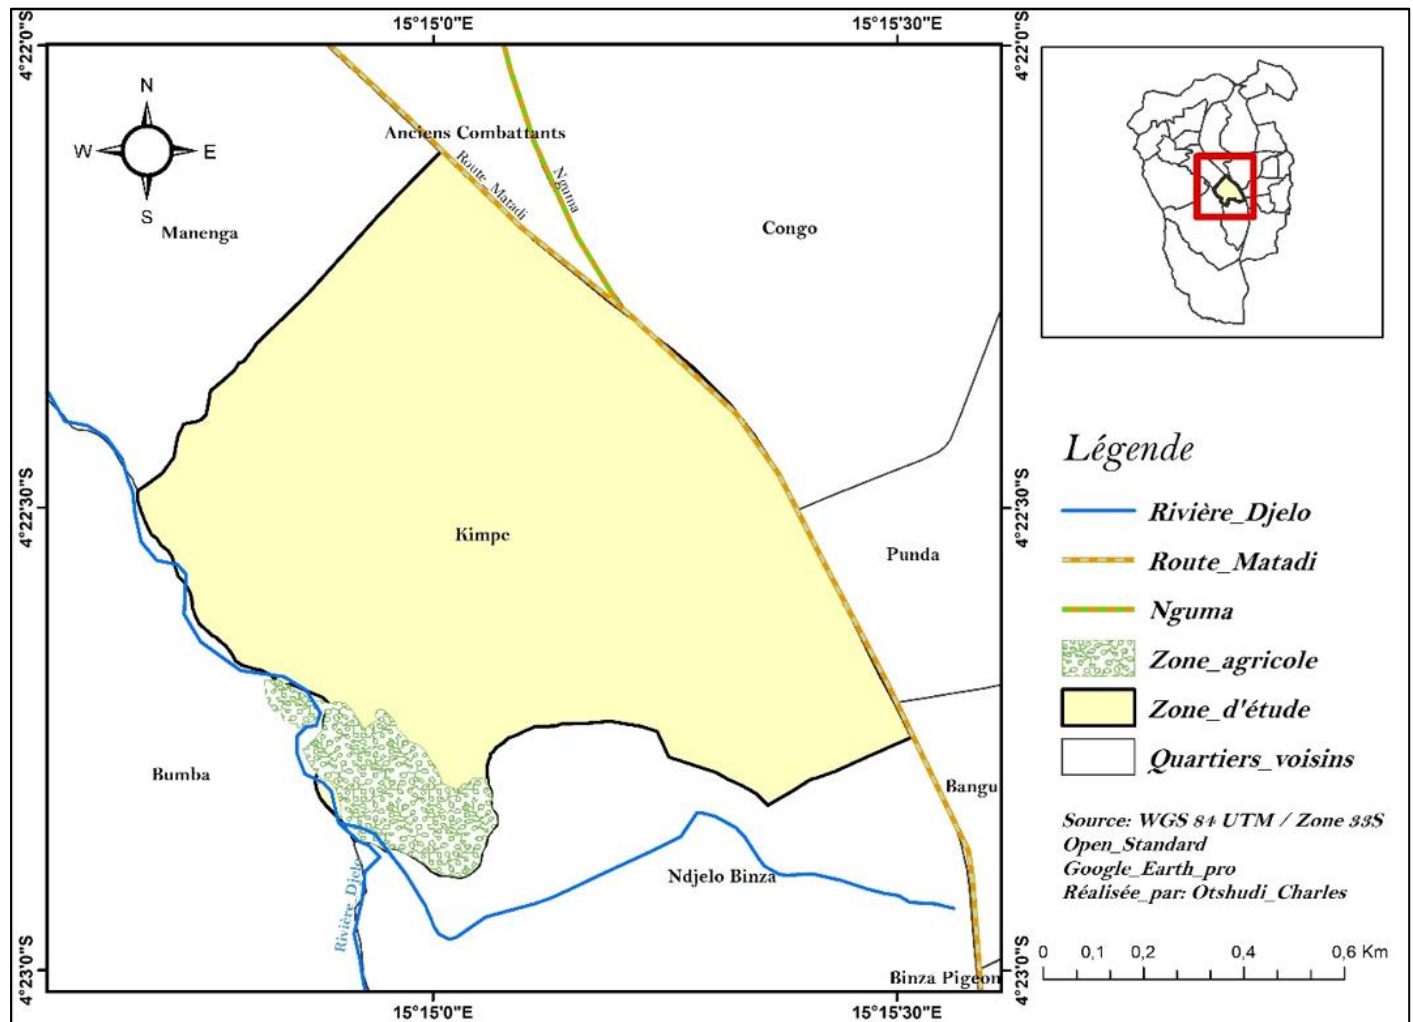 15°15'0"E
15°15'30"E
4°22'0"S
4°22'0"S
N
W
E
S
Anciens Combattants
Route_Matadi
Nguma
Manenga
Congo
4°22'30"S
4°22'30"S
Kimpe
Punda
Bumba
Bangu
Ndjelo Binza
Rivière_Djelo
Binza Pigeon
4°23'0"S
4°23'0"S
15°15'0"E
15°15'30"E
Légende
Rivière_Djelo
Route_Matadi
Nguma
Zone_agricole
Zone_d'étude
Quartiers_voisins
Source: WGS 84 UTM / Zone 33S
Open_Standard
Google_Earth_pro
Réalisée_par: Otshudi_Charles
0 0,1 0,2 0,4 0,6 Km